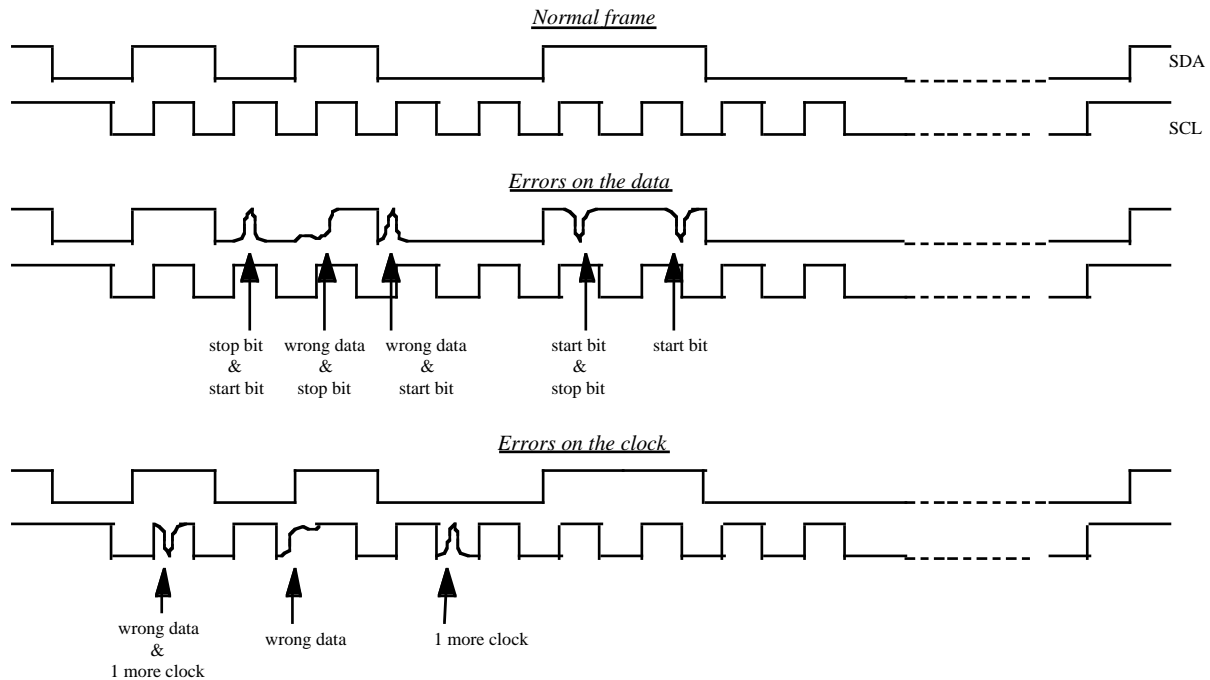 Normal frame
SDA
SCL
Errors on the data
stop bit
&
start bit
wrong data
&
stop bit
wrong data
&
start bit
start bit
&
stop bit
start bit
Errors on the clock
wrong data
&
1 more clock
wrong data
1 more clock